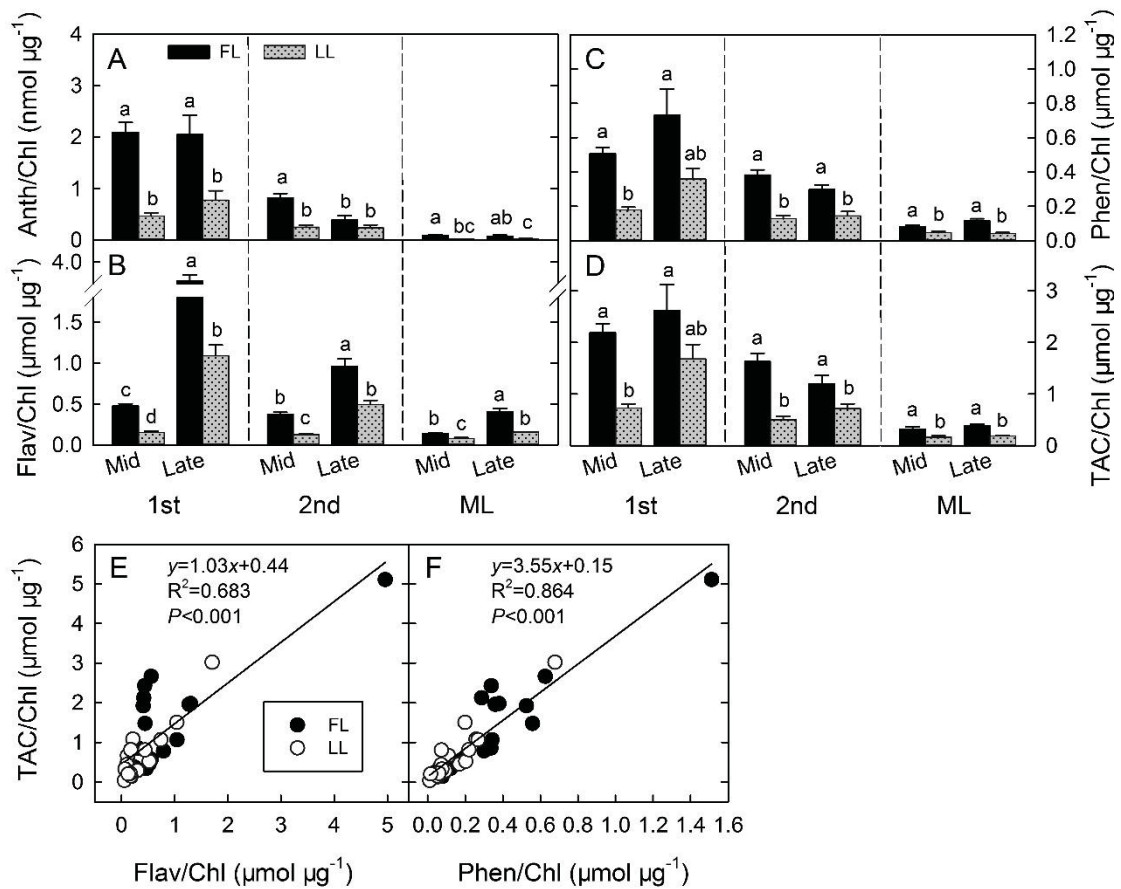 A
FL
LL
Anth/Chl (nmol µg-1)
4
3
2
1
0
a
b
a
b
a
b
b
b
a
bc
ab
c
C
Phen/Chl (µmol µg-1)
1.2
1.0
0.8
0.6
0.4
0.2
0.0
a
b
a
ab
a
b
a
b
a
b
a
b
B
Flav/Chl (µmol µg-1)
4.0
1.5
1.0
0.5
0.0
c
d
a
b
b
c
a
b
b
c
a
b
Mid Late Mid Late Mid Late
1st 2nd ML
D
TAC/Chl (µmol µg-1)
3
2
1
0
a
b
a
ab
a
b
a
b
a
b
a
b
Mid Late Mid Late Mid Late
1st 2nd ML
E
y=1.03x+0.44
R2=0.683
P<0.001
TAC/Chl (µmol µg-1)
6
5
4
3
2
1
0
FL
LL
0 1 2 3 4 5
Flav/Chl (µmol µg-1)
F
y=3.55x+0.15
R2=0.864
P<0.001
0.0 0.2 0.4 0.6 0.8 1.0 1.2 1.4 1.6
Phen/Chl (µmol µg-1)